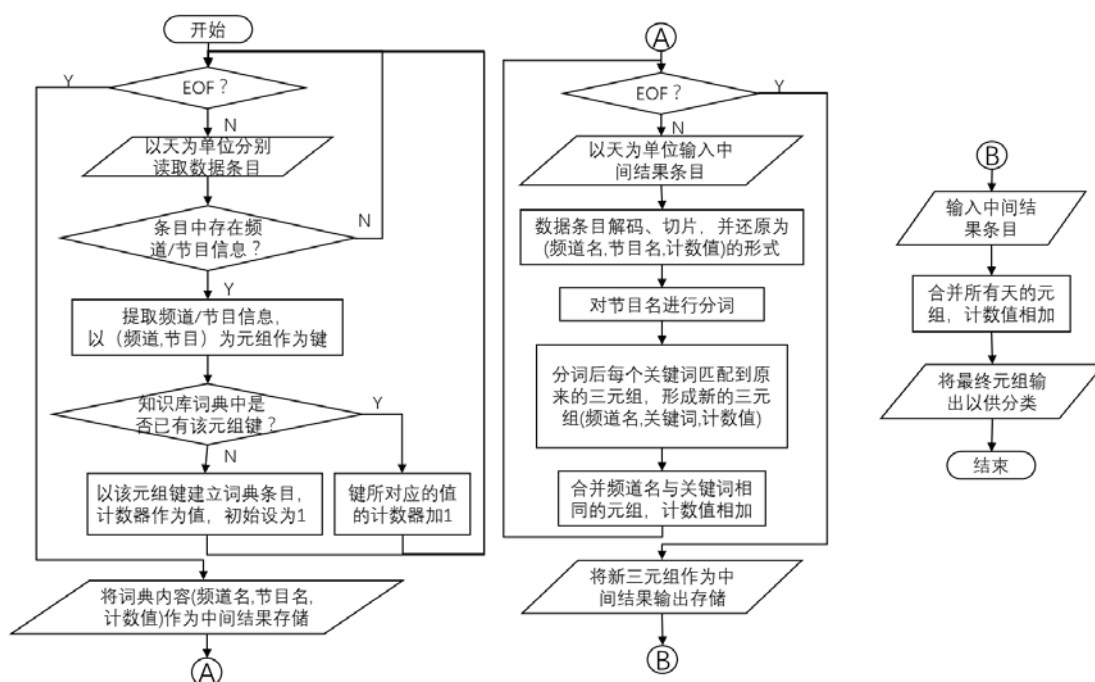 开始
EOF？
Y
N
以天为单位分别
读取数据条目
条目中存在频
道/节目信息？
N
Y
提取频道/节目信息，
以（频道,节目）为元组作为键
知识库词典中是
否已有该元组键？
Y
N
以该元组键建立词典条目，
计数器作为值，初始设为1
键所对应的值
的计数器加1
将词典内容(频道名,节目名,
计数值)作为中间结果存储
A
A
EOF？
Y
N
以天为单位输入中
间结果条目
数据条目解码、切片，并还原为
(频道名,节目名,计数值)的形式
对节目名进行分词
分词后每个关键词匹配到原
来的三元组，形成新的三元
组(频道名,关键词,计数值)
合并频道名与关键词相
同的元组，计数值相加
将新三元组作为中
间结果输出存储
B
B
输入中间结
果条目
合并所有天的元
组，计数值相加
将最终元组输
出以供分类
结束